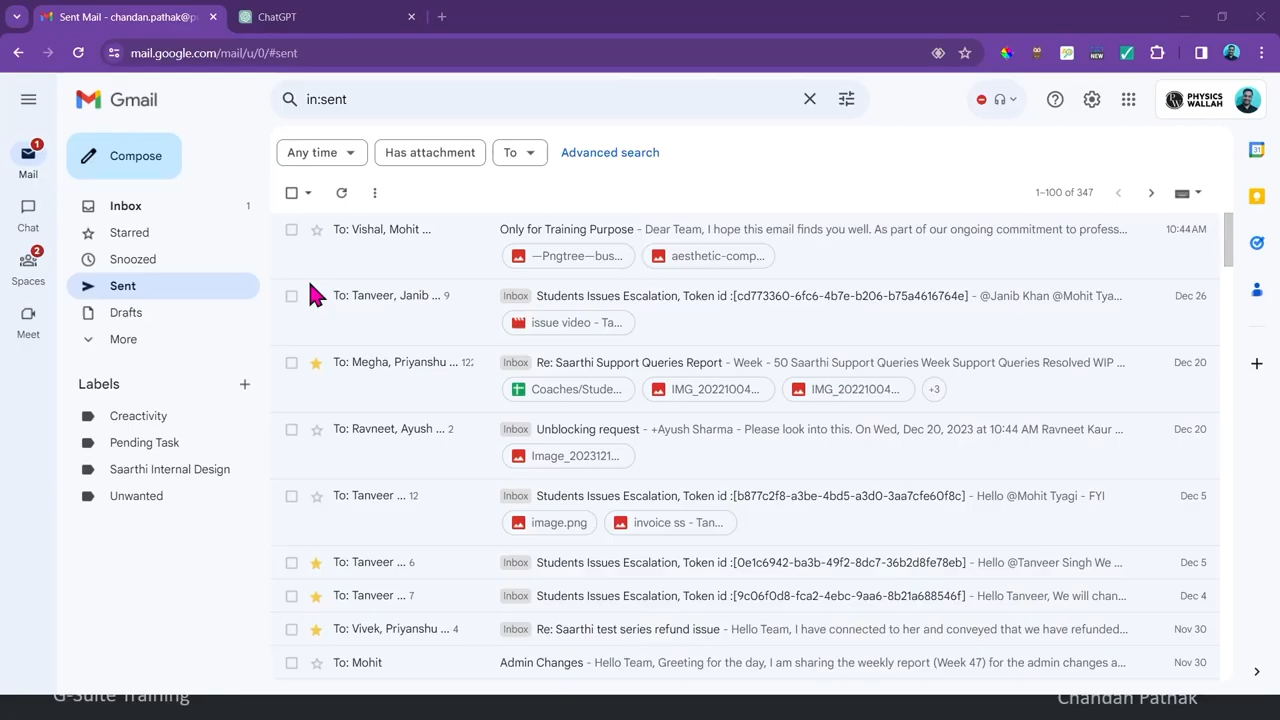 Sent Mail - chandan.pathak@p
ChatGPT
mail.google.com/mail/u/0/#sent
NEW
Gmail
in:sent
PHYSICS
WALLAH
1
Mail
Chat
2
Spaces
Meet
Compose
Inbox 1
Starred
Snoozed
Sent
Drafts
More
Labels
Creactivity
Pending Task
Saarthi Internal Design
Unwanted
Any time Has attachment To Advanced search
1–100 of 347
To: Vishal, Mohit ... Only for Training Purpose - Dear Team, I hope this email finds you well. As part of our ongoing commitment to profess... 10:44 AM
—Pngtree—bus... aesthetic-comp...
To: Tanveer, Janib ... 9 Inbox Students Issues Escalation, Token id :[cd773360-6fc6-4b7e-b206-b75a4616764e] - @Janib Khan @Mohit Tya... Dec 26
issue video - Ta...
To: Megha, Priyanshu ... 12 Inbox Re: Saarthi Support Queries Report - Week - 50 Saarthi Support Queries Week Support Queries Resolved WIP ... Dec 20
Coaches/Stude... IMG_20221004... IMG_20221004... +3
To: Ravneet, Ayush ... 2 Inbox Unblocking request - +Ayush Sharma - Please look into this. On Wed, Dec 20, 2023 at 10:44 AM Ravneet Kaur ... Dec 20
Image_2023121...
To: Tanveer ... 12 Inbox Students Issues Escalation, Token id :[b877c2f8-a3be-4bd5-a3d0-3aa7cfe60f8c] - Hello @Mohit Tyagi - FYI Dec 5
image.png invoice ss - Tan...
To: Tanveer ... 6 Inbox Students Issues Escalation, Token id :[0e1c6942-ba3b-49f2-8dc7-36b2d8fe78eb] - Hello @Tanveer Singh We ... Dec 5
To: Tanveer ... 7 Inbox Students Issues Escalation, Token id :[9c06f0d8-fca2-4ebc-9aa6-8b21a688546f] - Hello Tanveer, We will chan... Dec 4
To: Vivek, Priyanshu ... 4 Inbox Re: Saarthi test series refund issue - Hello Team, I have connected to her and conveyed that we have refunded... Nov 30
To: Mohit Admin Changes - Hello Team, Greeting for the day, I am sharing the weekly report (Week 47) for the admin changes a... Nov 30
31
G-Suite Training
Chandan Pathak